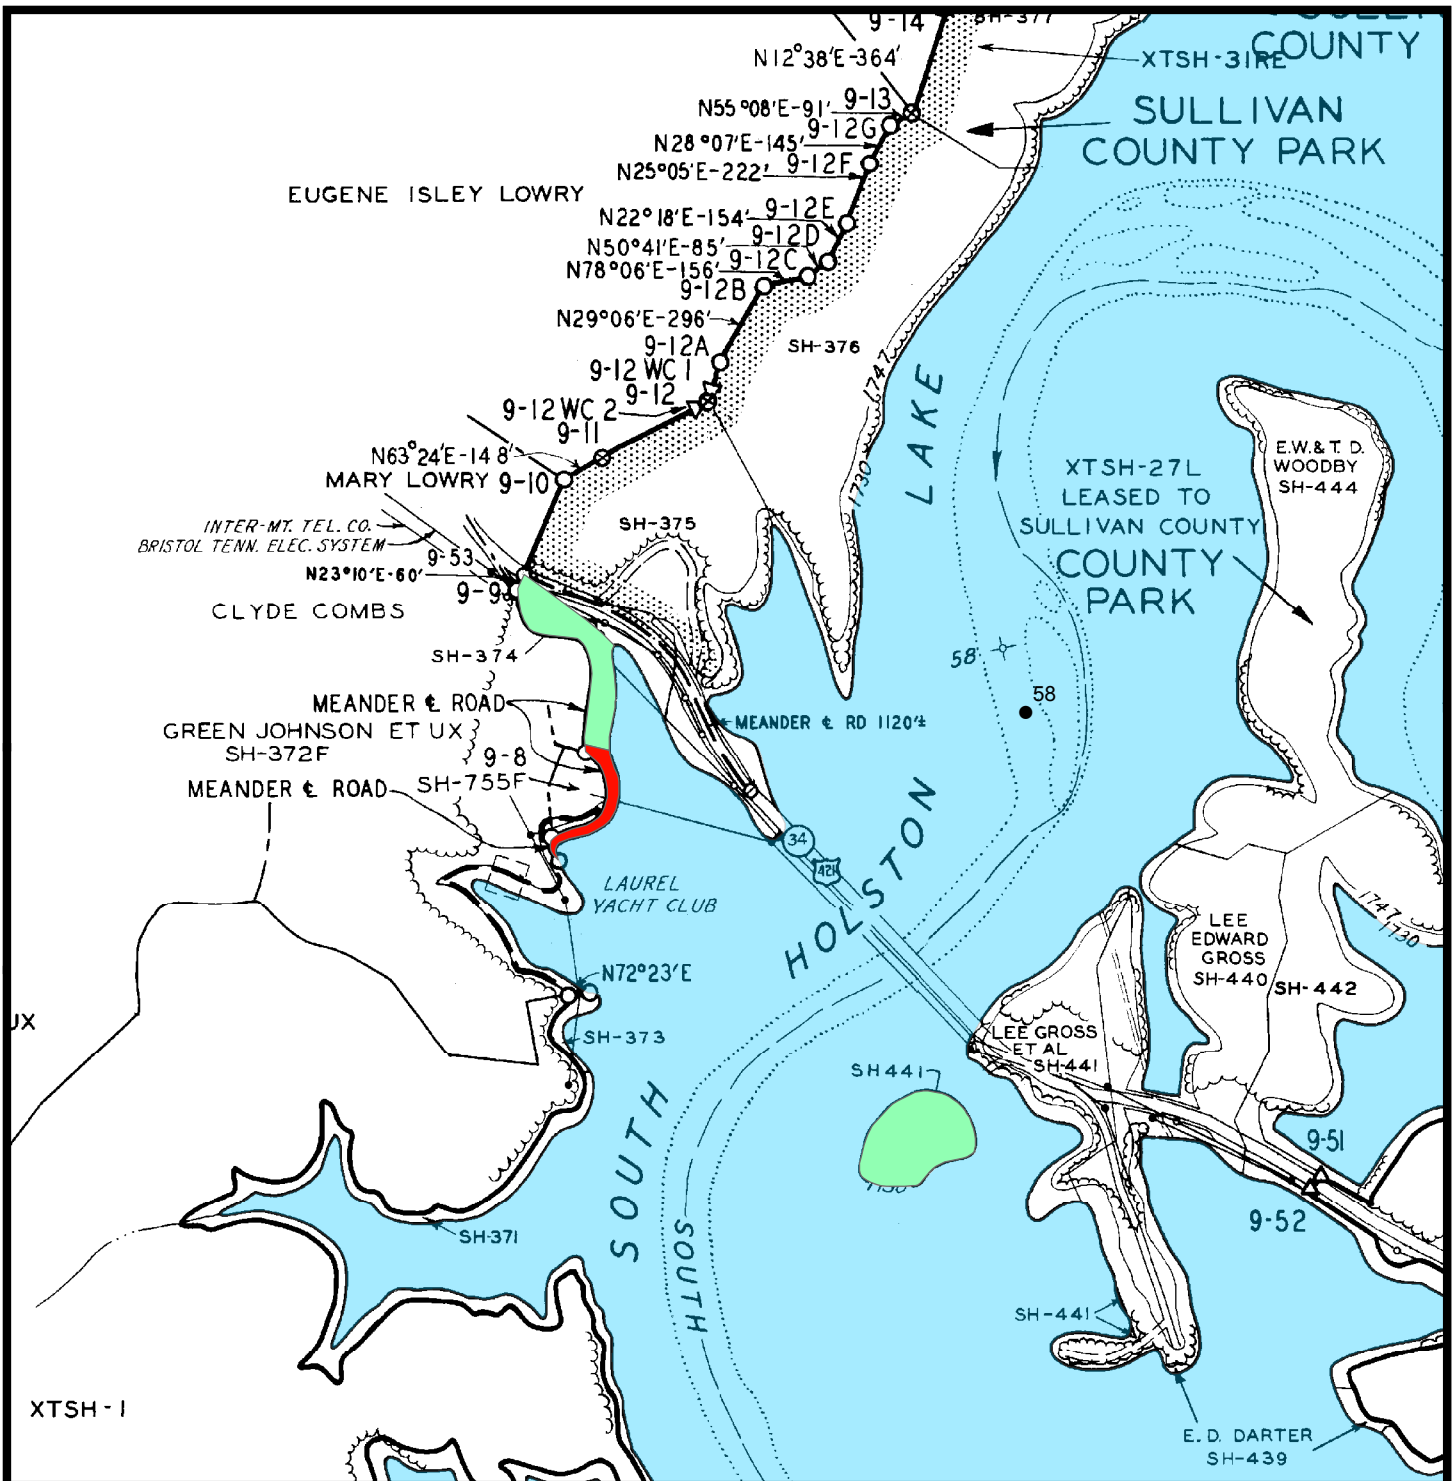 9-14
SH-377
COUNTY
N12°38'E-364'
XTSH-31RE
N55°08'E-91'
9-13
SULLIVAN
COUNTY PARK
9-12G
N28°07'E-145'
9-12F
N25°05'E-222'
EUGENE ISLEY LOWRY
N22°18'E-154'
9-12E
N50°41'E-85'
9-12D
N78°06'E-156'
9-12C
9-12B
N29°06'E-296'
9-12A
SH-376
1747
9-12 WC 1
9-12
9-12 WC 2
9-11
LAKE
N63°24'E-148'
MARY LOWRY
9-10
1730
E.W.& T. D.
WOODBY
SH-444
XTSH-27L
LEASED TO
SULLIVAN COUNTY
COUNTY
PARK
INTER-MT. TEL. CO.
BRISTOL TENN. ELEC. SYSTEM
SH-375
9-53
N23°10'E-60'
9-9
CLYDE COMBS
SH-374
58
58
MEANDER ℄ ROAD
GREEN JOHNSON ET UX
SH-372F
MEANDER ℄ RD 1120'±
9-8
SH-755F
MEANDER ℄ ROAD
34
421
HOLSTON
LAUREL
YACHT CLUB
1747
1730
LEE
EDWARD
GROSS
SH-440
SH-442
N72°23'E
UX
SH-373
LEE GROSS
ET AL
SH-441
SH441
1730
9-51
9-52
SOUTH
SOUTH
SH-371
SH-441
XTSH-1
E. D. DARTER
SH-439